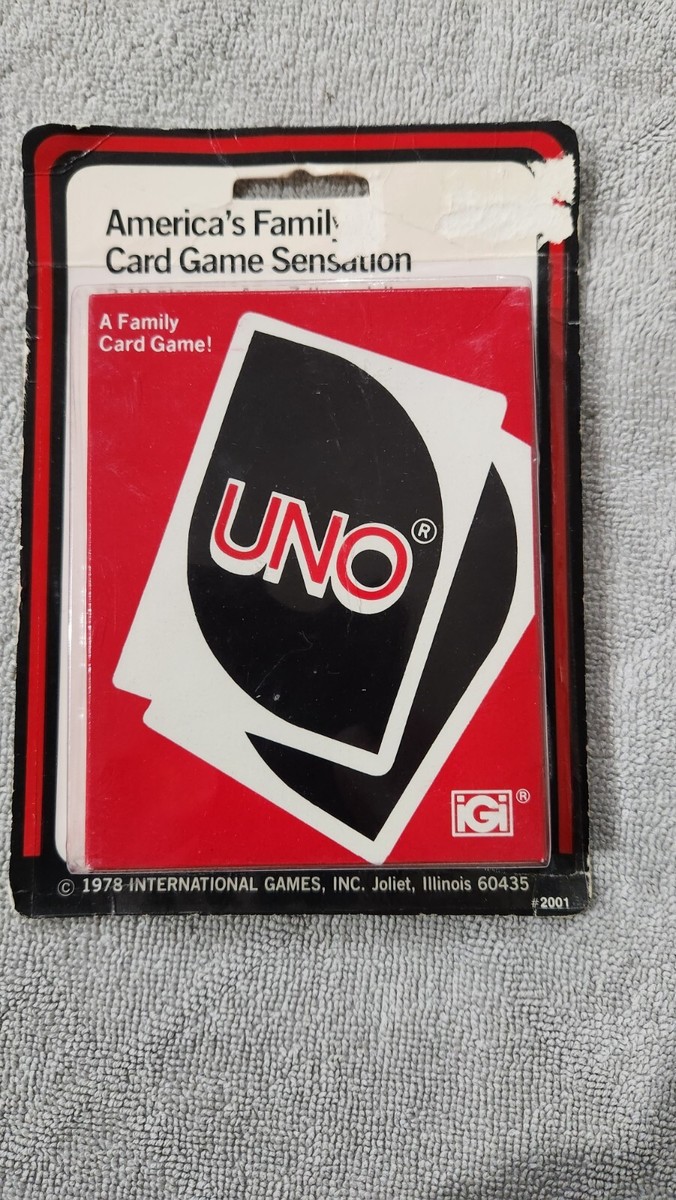 America's Family
Card Game Sensation
A Family
Card Game!
UNO®
iGi®
© 1978 INTERNATIONAL GAMES, INC. Joliet, Illinois 60435
#2001